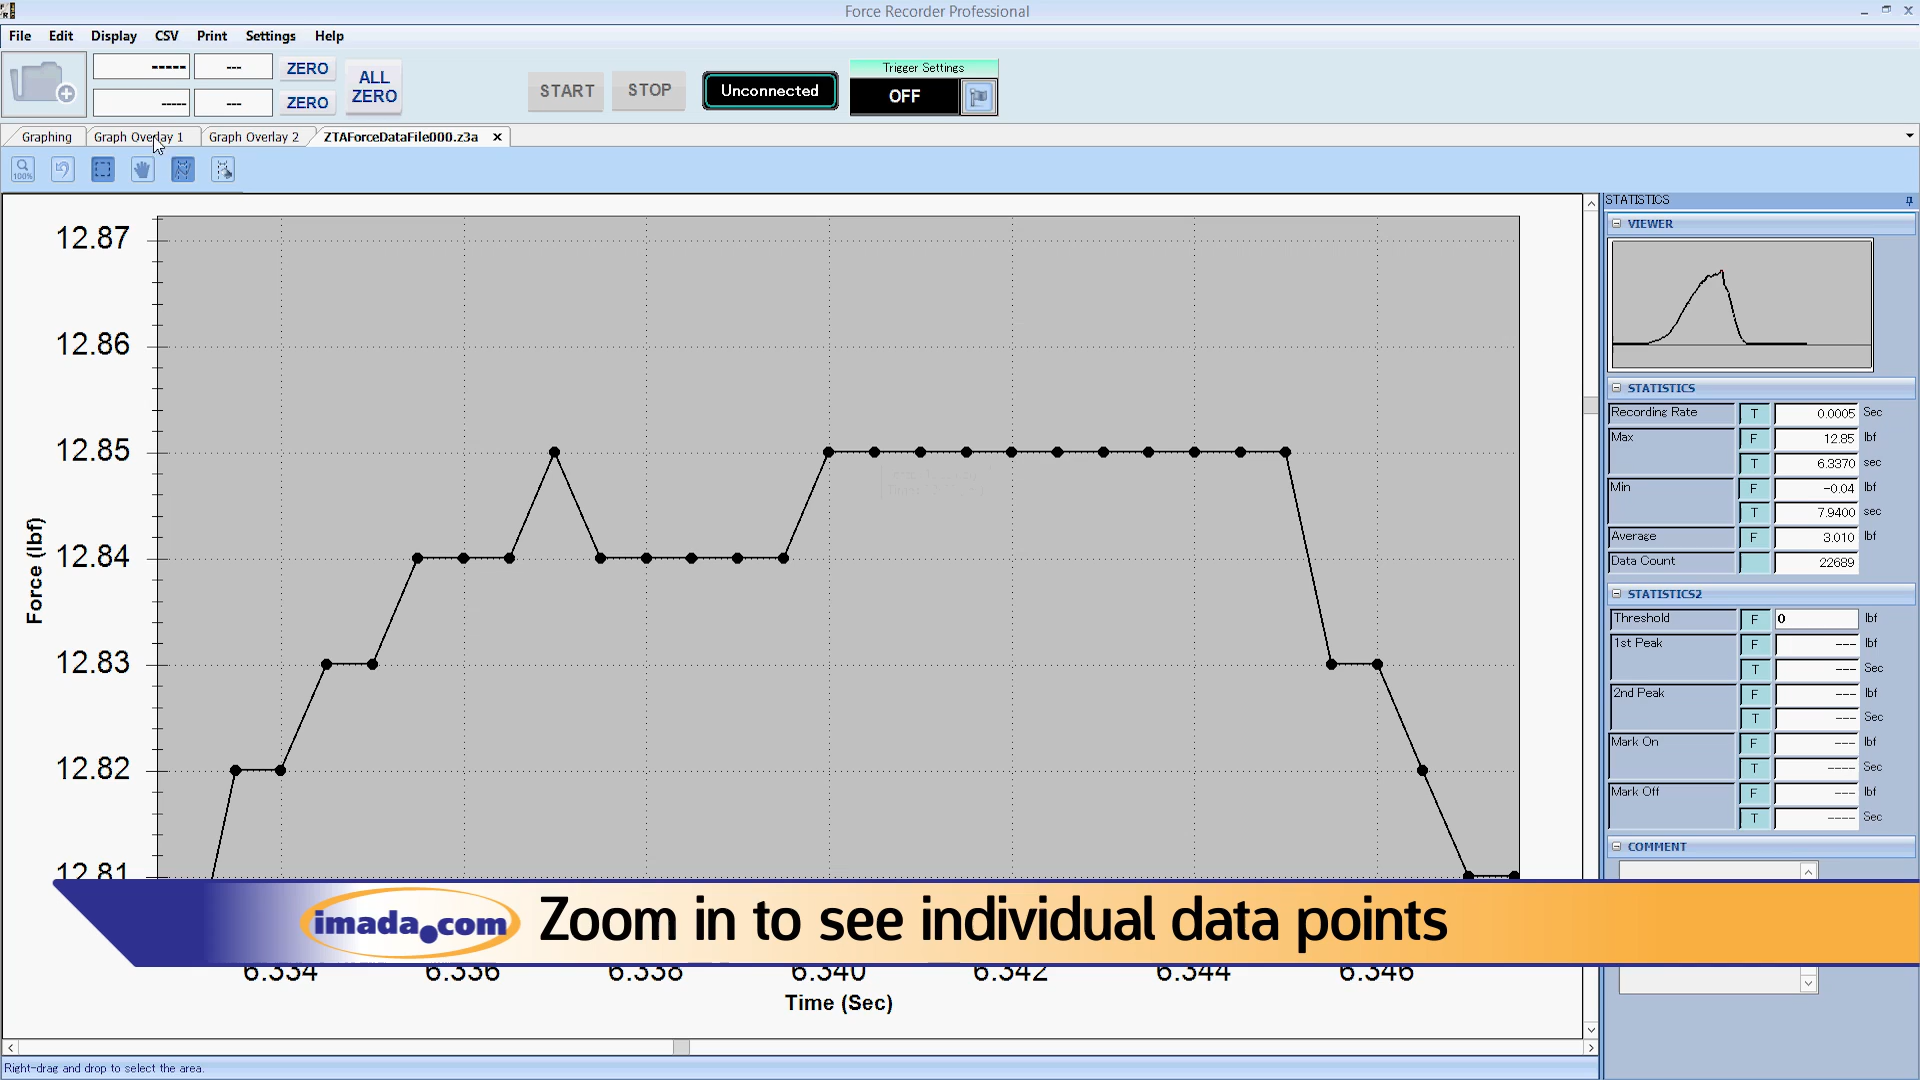 Force Recorder Professional
File Edit Display CSV Print Settings Help
----- --- ZERO
ALL ZERO
----- --- ZERO
START STOP Unconnected
Trigger Settings
OFF
Graphing Graph Overlay 1 Graph Overlay 2 ZTAForceDataFile000.z3a
100%
12.87
12.86
12.85
12.84
12.83
12.82
12.81
Force (lbf)
6.334 6.336 6.338 6.340 6.342 6.344 6.346
Time (Sec)
imada.com Zoom in to see individual data points
STATISTICS
VIEWER
STATISTICS
Recording Rate T 0.0005 Sec
Max F 12.85 lbf
T 6.3370 sec
Min F -0.04 lbf
T 7.9400 sec
Average F 3.010 lbf
Data Count 22689
STATISTICS2
Threshold F 0 lbf
1st Peak F --- lbf
T --- Sec
2nd Peak F --- lbf
T --- Sec
Mark On F --- lbf
T ---- Sec
Mark Off F --- lbf
T ---- Sec
COMMENT
Right-drag and drop to select the area.